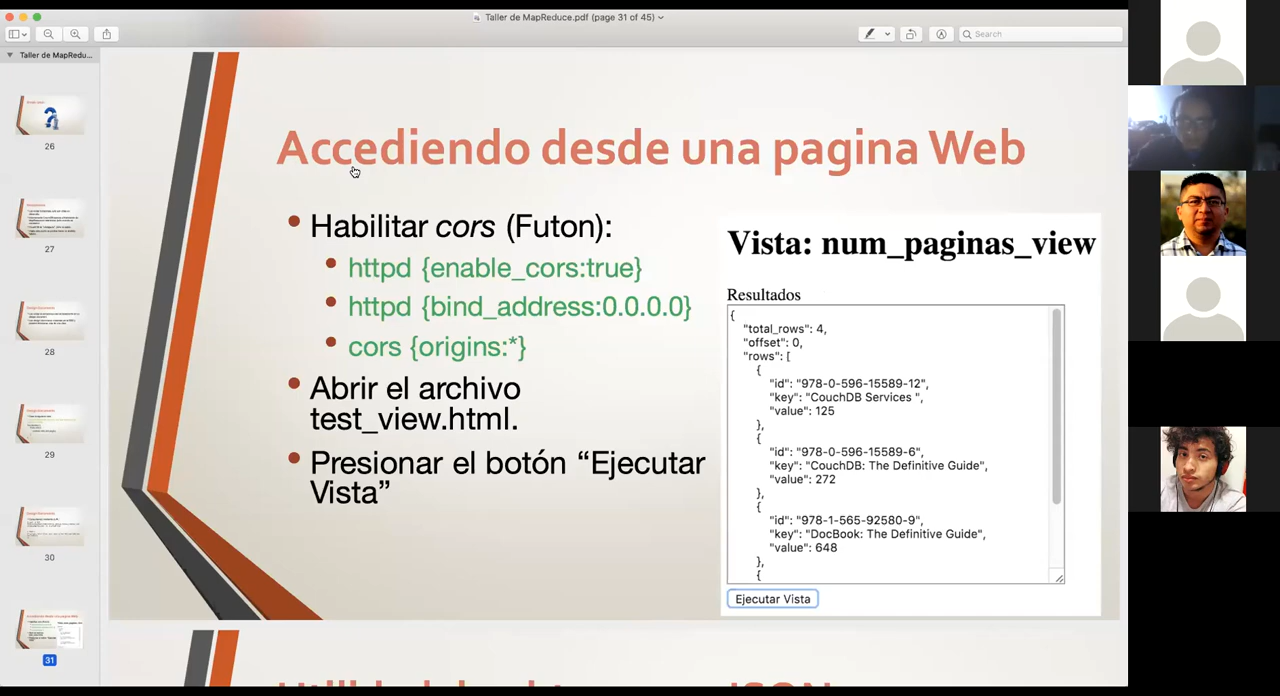 Taller de MapReduce.pdf (page 31 of 45)
Search
Taller de MapRedu...
26
27
28
29
30
31
Accediendo desde una pagina Web
Habilitar cors (Futon):
httpd {enable_cors:true}
httpd {bind_address:0.0.0.0}
cors {origins:*}
Abrir el archivo
test_view.html.
Presionar el botón “Ejecutar
Vista”
Vista: num_paginas_view
Resultados
{
"total_rows": 4,
"offset": 0,
"rows": [
{
"id": "978-0-596-15589-12",
"key": "CouchDB Services ",
"value": 125
},
{
"id": "978-0-596-15589-6",
"key": "CouchDB: The Definitive Guide",
"value": 272
},
{
"id": "978-1-565-92580-9",
"key": "DocBook: The Definitive Guide",
"value": 648
},
{
Ejecutar Vista